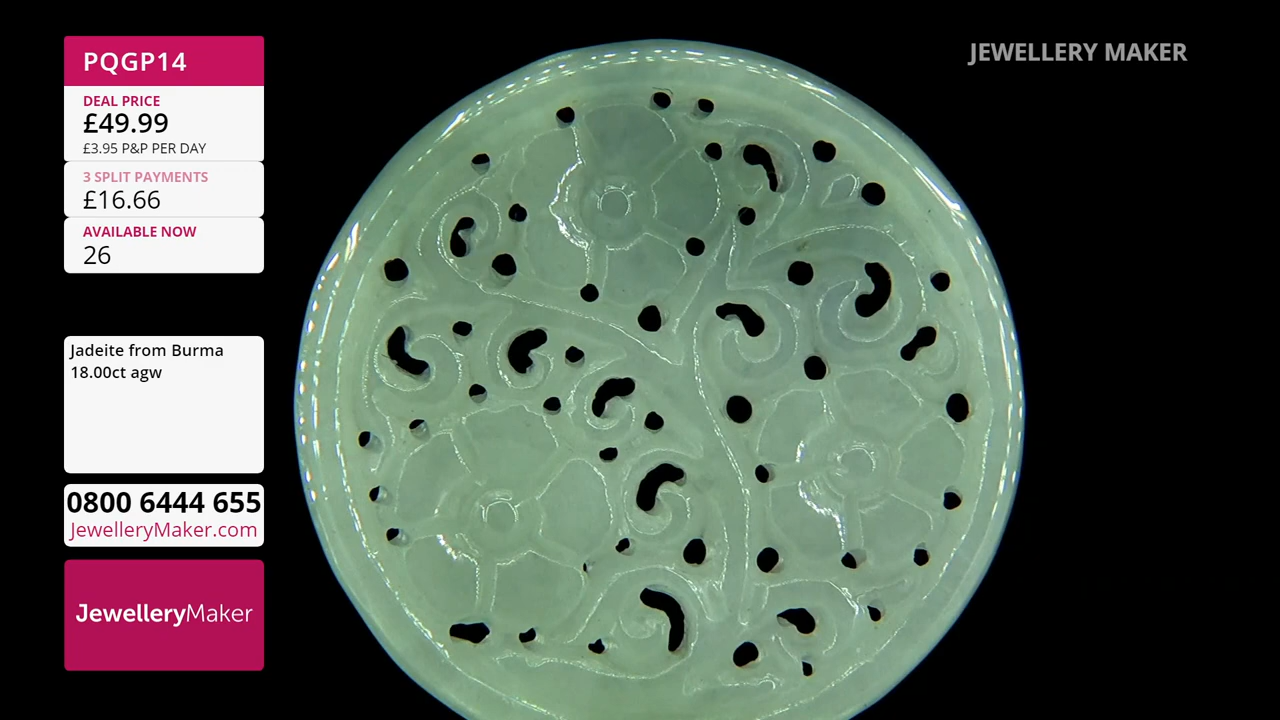 PQGP14
DEAL PRICE
£49.99
£3.95 P&P PER DAY
3 SPLIT PAYMENTS
£16.66
AVAILABLE NOW
26
Jadeite from Burma
18.00ct agw
0800 6444 655
JewelleryMaker.com
JewelleryMaker
JEWELLERY MAKER